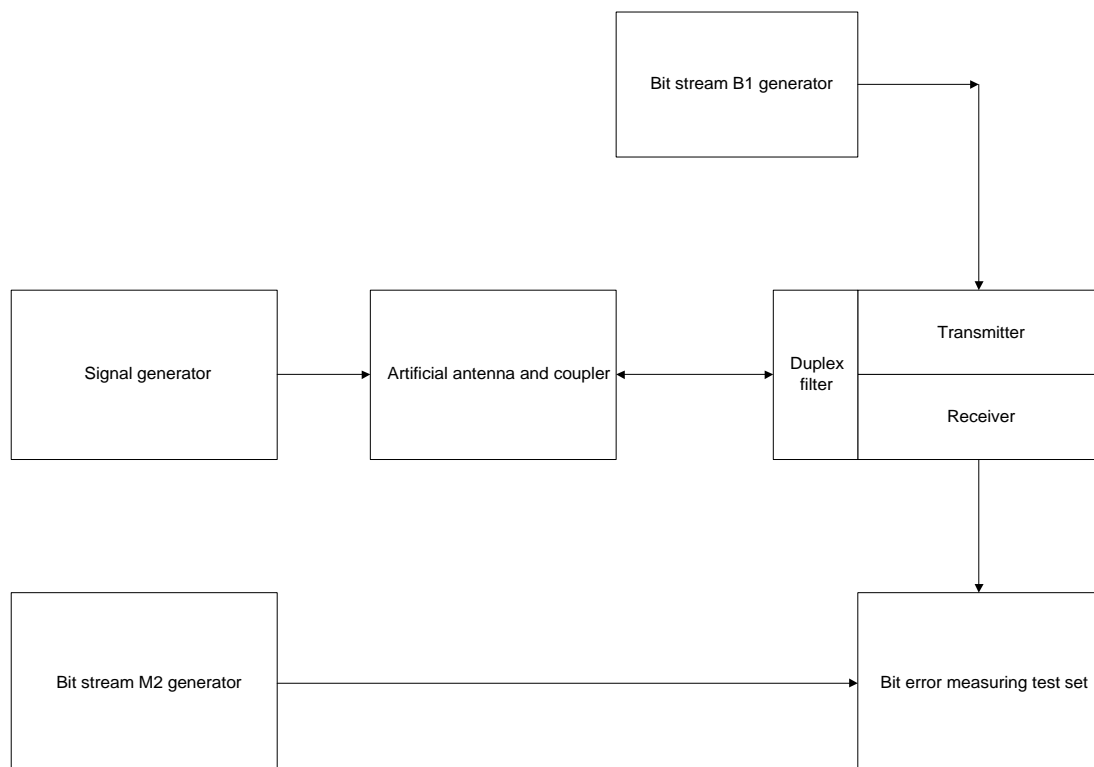 Bit stream B1 generator
Transmitter
Signal generator
Artificial antenna and coupler
Duplex
filter
Receiver
Bit stream M2 generator
Bit error measuring test set